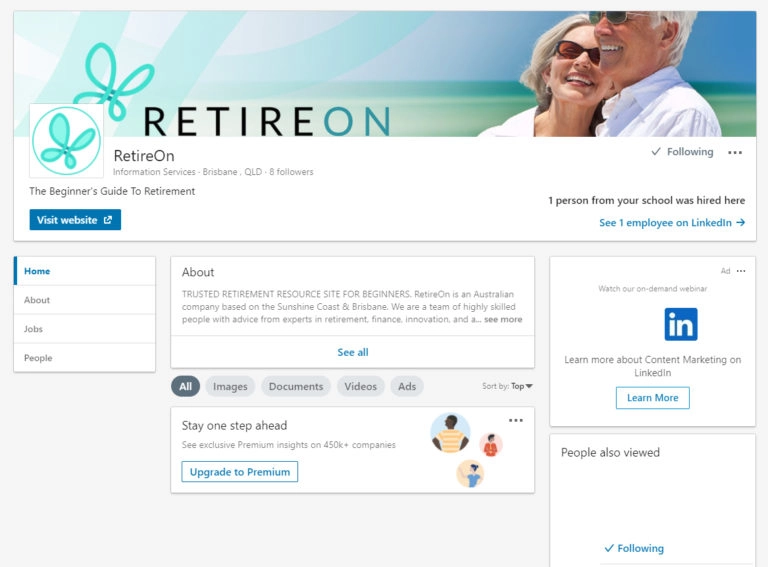 RETIREON
RetireOn
Information Services · Brisbane , QLD · 8 followers
Following
The Beginner's Guide To Retirement
1 person from your school was hired here
Visit website
See 1 employee on LinkedIn →
Home
About
Jobs
People
About
TRUSTED RETIREMENT RESOURCE SITE FOR BEGINNERS. RetireOn is an Australian
company based on the Sunshine Coast & Brisbane. We are a team of highly skilled
people with advice from experts in retirement, finance, innovation, and a... see more
See all
All Images Documents Videos Ads Sort by: Top
Stay one step ahead
See exclusive Premium insights on 450k+ companies
Upgrade to Premium
Ad
Watch our on-demand webinar
in
Learn more about Content Marketing on
LinkedIn
Learn More
People also viewed
Following